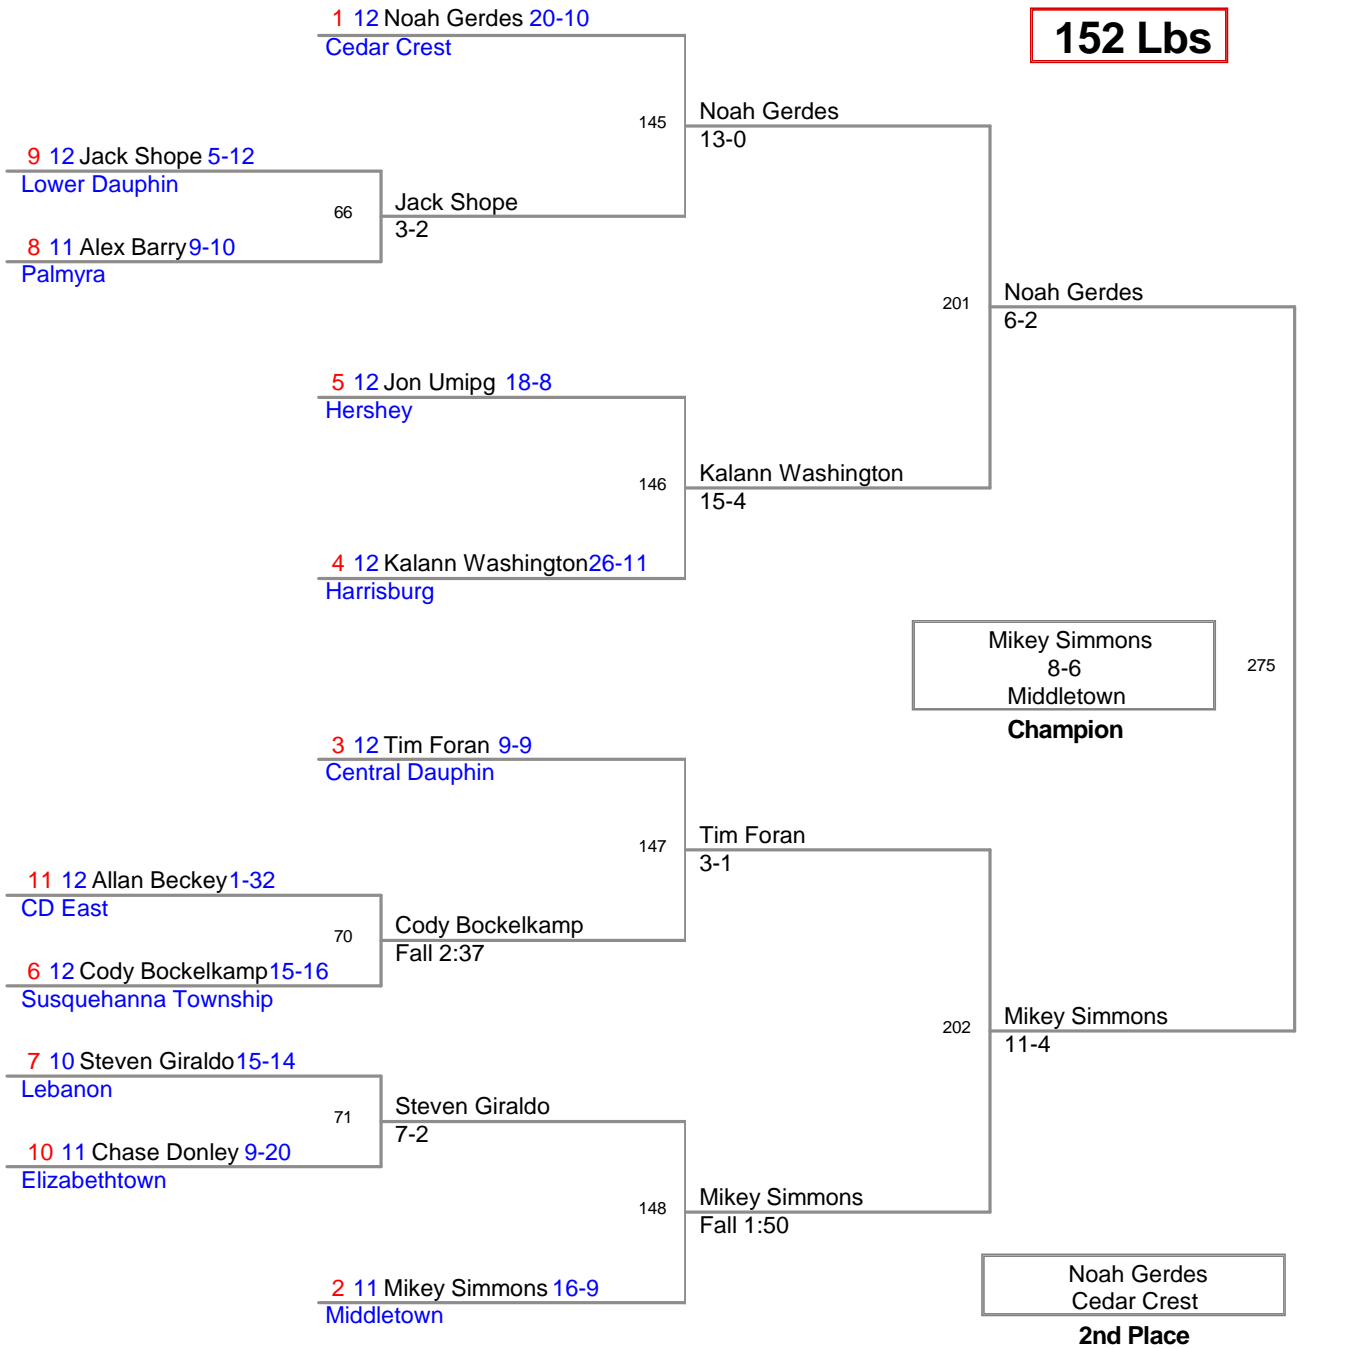 152 Lbs
1 12 Noah Gerdes 20-10
Cedar Crest
145
Noah Gerdes
13-0
9 12 Jack Shope 5-12
Lower Dauphin
66
Jack Shope
3-2
8 11 Alex Barry 9-10
Palmyra
201
Noah Gerdes
6-2
5 12 Jon Umipg 18-8
Hershey
146
Kalann Washington
15-4
4 12 Kalann Washington 26-11
Harrisburg
Mikey Simmons
8-6
Middletown
Champion
275
3 12 Tim Foran 9-9
Central Dauphin
147
Tim Foran
3-1
11 12 Allan Beckey 1-32
CD East
70
Cody Bockelkamp
Fall 2:37
6 12 Cody Bockelkamp 15-16
Susquehanna Township
202
Mikey Simmons
11-4
7 10 Steven Giraldo 15-14
Lebanon
71
Steven Giraldo
7-2
10 11 Chase Donley 9-20
Elizabethtown
148
Mikey Simmons
Fall 1:50
2 11 Mikey Simmons 16-9
Middletown
Noah Gerdes
Cedar Crest
2nd Place